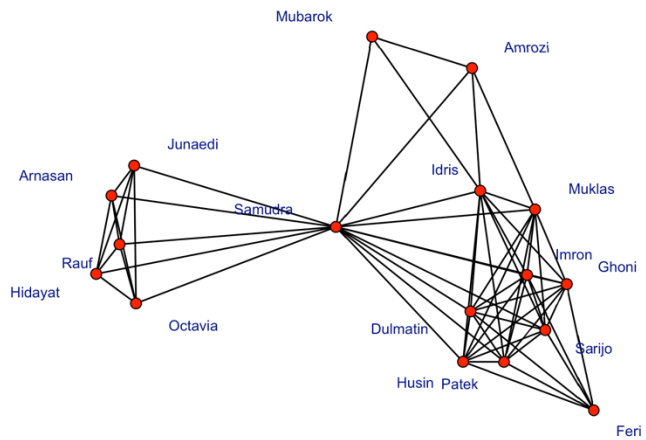 Mubarok
Amrozi
Junaedi
Idris
Arnasan
Muklas
Samudra
Imron
Rauf
Ghoni
Hidayat
Octavia
Dulmatin
Sarijo
Husin
Patek
Feri